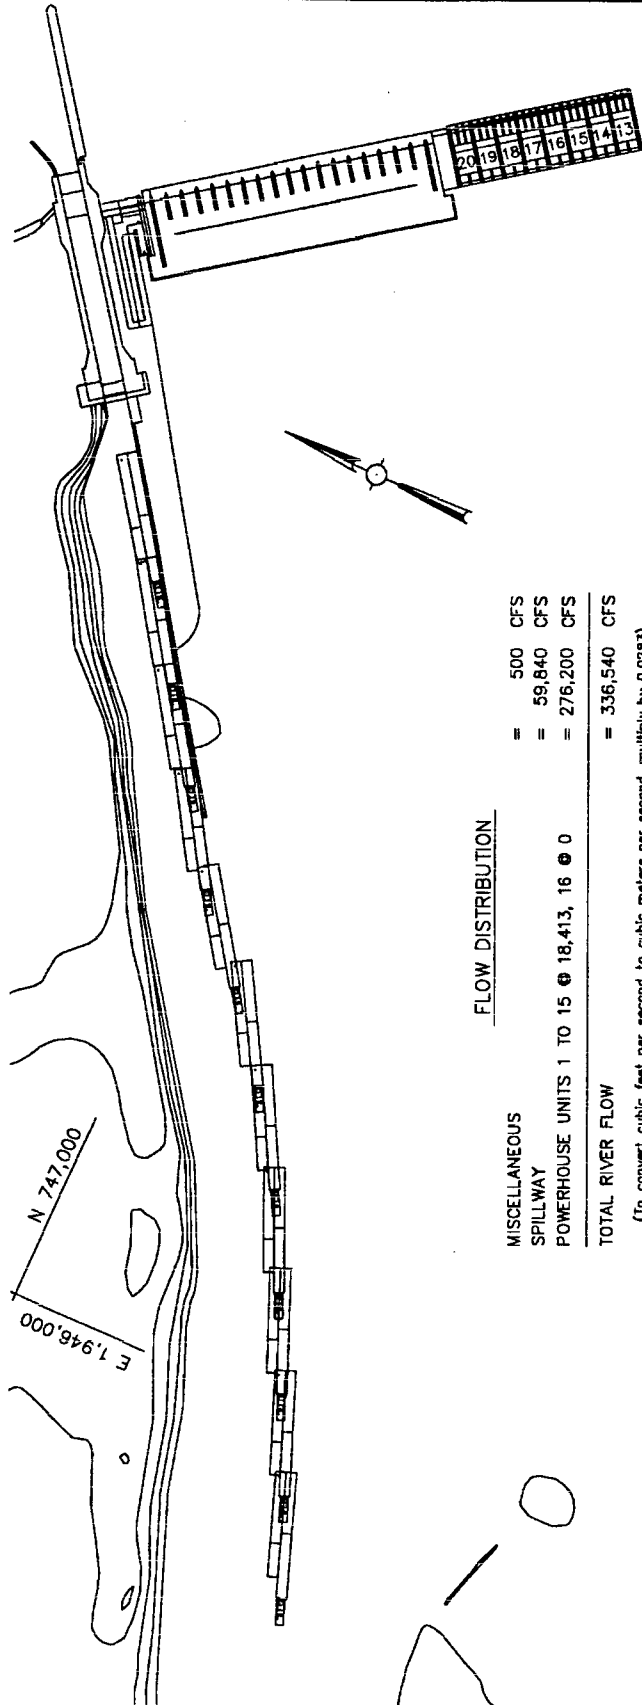 20 19 18 17 16 15 14 13
N 747,000
E 1,946,000
FLOW DISTRIBUTION
MISCELLANEOUS = 500 CFS
SPILLWAY = 59,840 CFS
POWERHOUSE UNITS 1 TO 15 @ 18,413, 16 @ 0 = 276,200 CFS
TOTAL RIVER FLOW = 336,540 CFS
(To convert cubic feet per second to cubic meters per second, multiply by 0.0283)